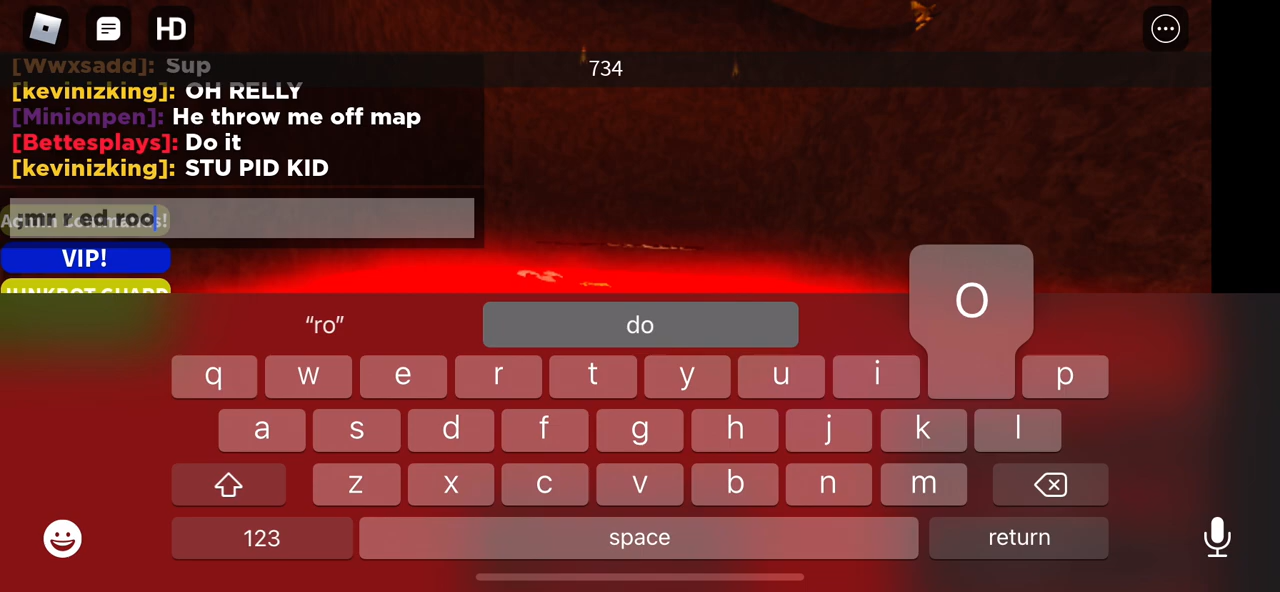 HD
734
[Wwxsadd]: Sup
[kevinizking]: OH RELLY
[Minionpen]: He throw me off map
[Bettesplays]: Do it
[kevinizking]: STU PID KID
;mr r ed roo
VIP!
“ro” do
O
q w e r t y u i p
a s d f g h j k l
z x c v b n m
123 space return